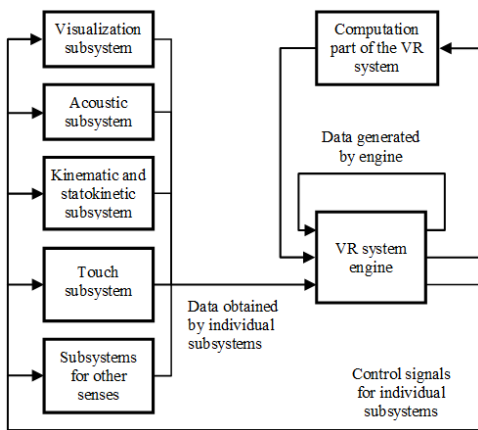 Visualization
subsystem
Acoustic
subsystem
Kinematic and
statokinetic
subsystem
Touch
subsystem
Subsystems
for other
senses
Data obtained
by individual
subsystems
Computation
part of the VR
system
Data generated
by engine
VR system
engine
Control signals
for individual
subsystems